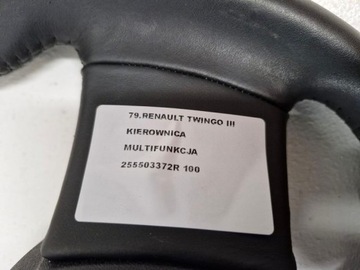 79.RENAULT TWINGO III
KIEROWNICA
MULTIFUNKCJA
255503372R 100